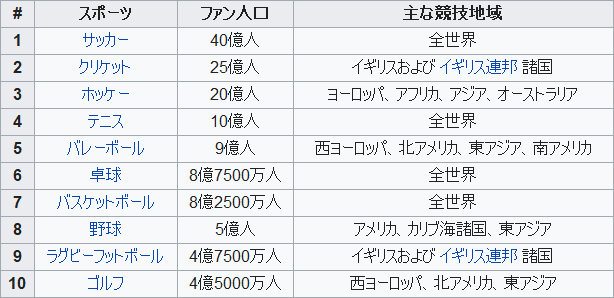 # スポーツ ファン人口 主な競技地域
1 サッカー 40億人 全世界
2 クリケット 25億人 イギリスおよび イギリス連邦 諸国
3 ホッケー 20億人 ヨーロッパ、アフリカ、アジア、オーストラリア
4 テニス 10億人 全世界
5 バレーボール 9億人 西ヨーロッパ、北アメリカ、東アジア、南アメリカ
6 卓球 8億7500万人 全世界
7 バスケットボール 8億2500万人 全世界
8 野球 5億人 アメリカ、カリブ海諸国、東アジア
9 ラグビーフットボール 4億7500万人 イギリスおよび イギリス連邦 諸国
10 ゴルフ 4億5000万人 西ヨーロッパ、北アメリカ、東アジア